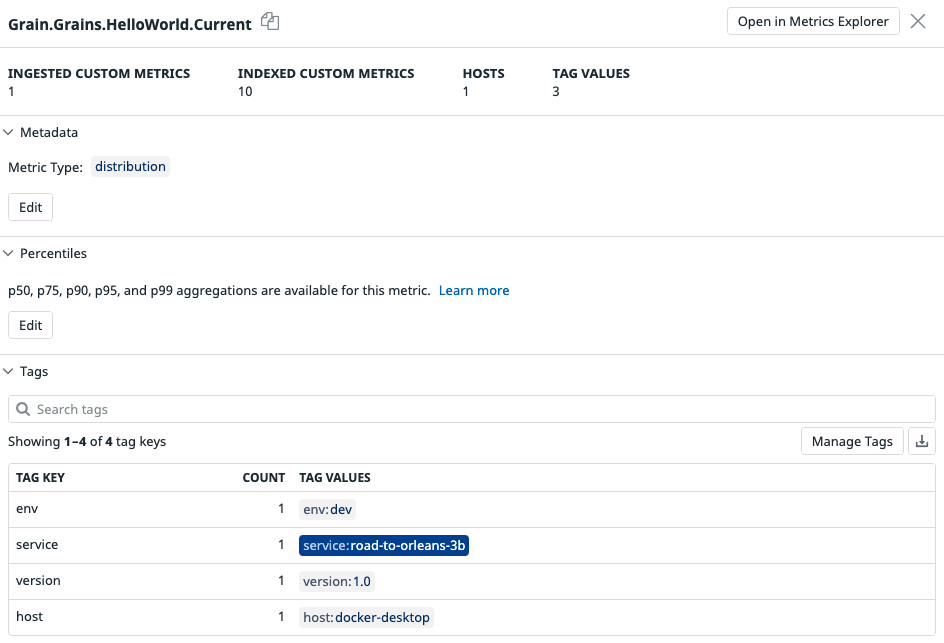 Grain.Grains.HelloWorld.Current
Open in Metrics Explorer
INGESTED CUSTOM METRICS INDEXED CUSTOM METRICS HOSTS TAG VALUES
1 10 1 3
Metadata
Metric Type: distribution
Edit
Percentiles
p50, p75, p90, p95, and p99 aggregations are available for this metric. Learn more
Edit
Tags
Search tags
Showing 1–4 of 4 tag keys Manage Tags
TAG KEY COUNT TAG VALUES
env 1 env:dev
service 1 service:road-to-orleans-3b
version 1 version:1.0
host 1 host:docker-desktop